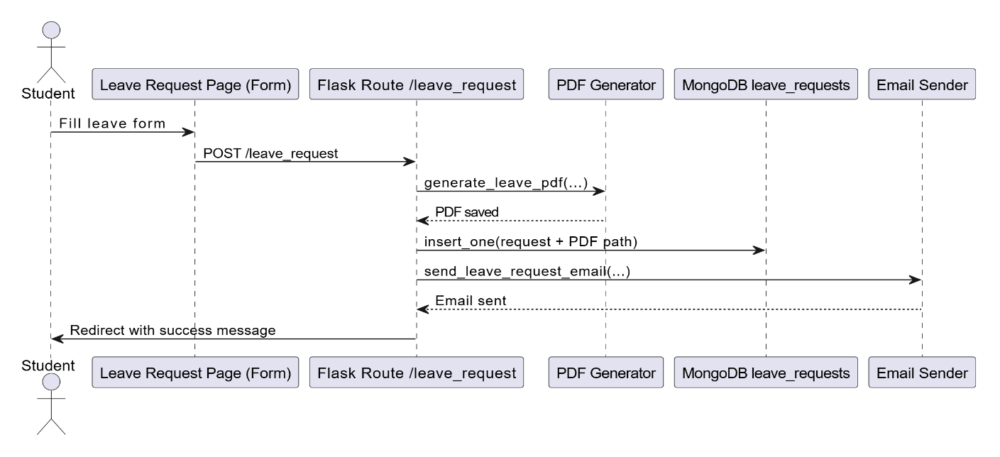 Student
Leave Request Page (Form)
Flask Route /leave_request
PDF Generator
MongoDB leave_requests
Email Sender
Fill leave form
POST /leave_request
generate_leave_pdf(...)
PDF saved
insert_one(request + PDF path)
send_leave_request_email(...)
Email sent
Redirect with success message
Student
Leave Request Page (Form)
Flask Route /leave_request
PDF Generator
MongoDB leave_requests
Email Sender